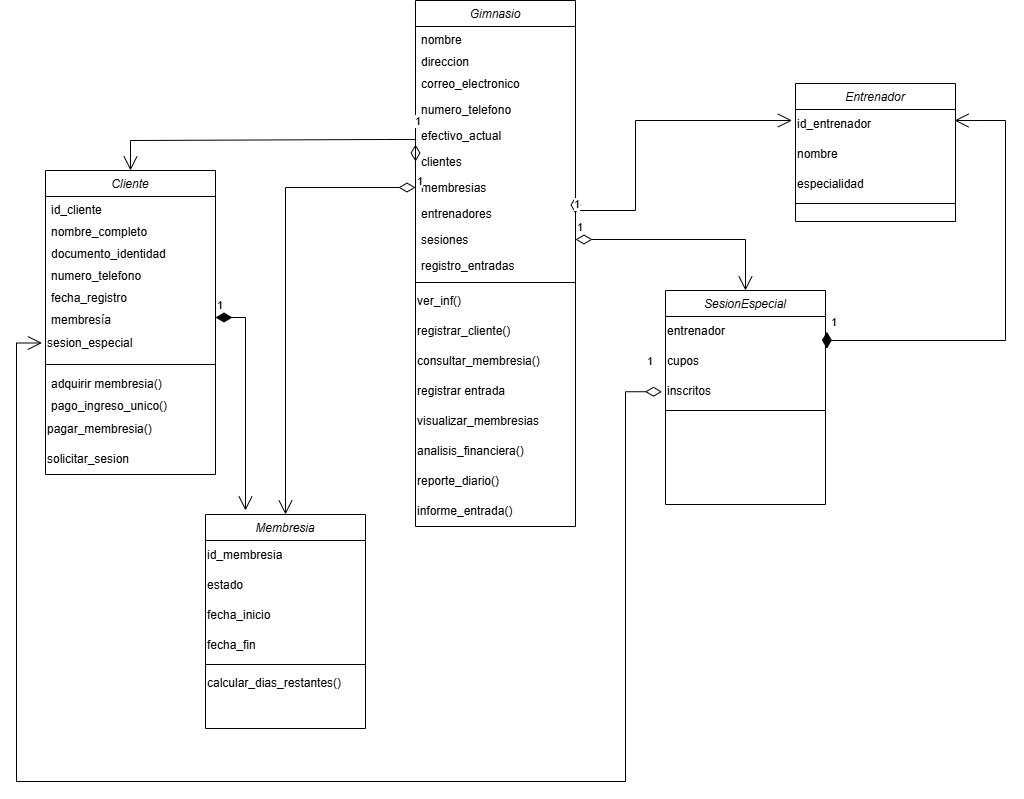 Gimnasio
nombre
direccion
correo_electronico
numero_telefono
1
efectivo_actual
clientes
1
membresias
entrenadores
1
sesiones
1
registro_entradas
ver_inf()
registrar_cliente()
consultar_membresia()
registrar entrada
visualizar_membresias
analisis_financiera()
reporte_diario()
informe_entrada()
Entrenador
id_entrenador
nombre
especialidad
Cliente
id_cliente
nombre_completo
documento_identidad
numero_telefono
fecha_registro
membresía
sesion_especial
1
adquirir membresia()
pago_ingreso_unico()
pagar_membresia()
solicitar_sesion
SesionEspecial
entrenador
1
cupos
1
inscritos
Membresia
id_membresia
estado
fecha_inicio
fecha_fin
calcular_dias_restantes()